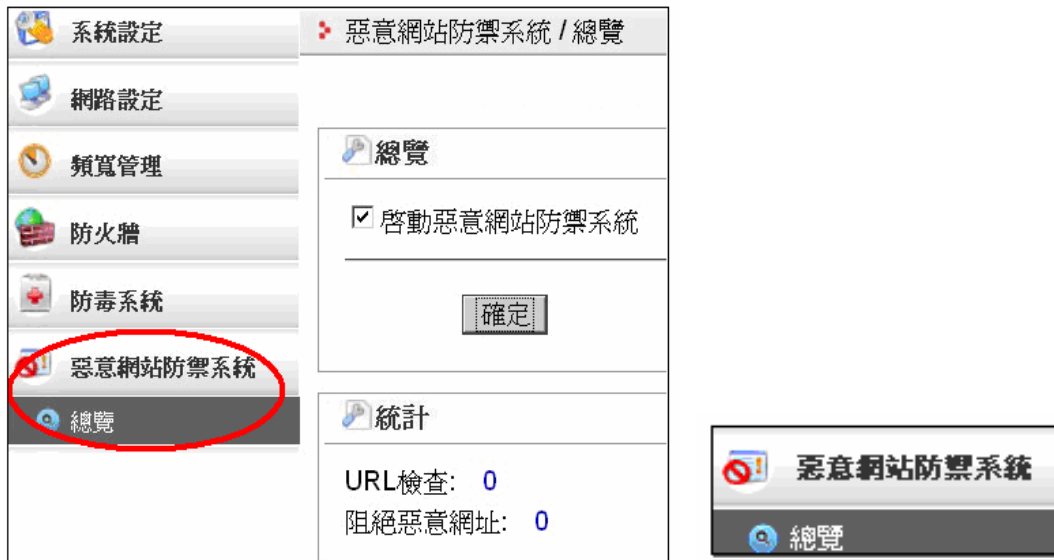 系統設定
網路設定
頻寬管理
防火牆
防毒系統
惡意網站防禦系統
總覽
惡意網站防禦系統 / 總覽
總覽
啓動惡意網站防禦系統
確定
統計
URL檢查: 0
阻絕惡意網址: 0
惡意網站防禦系統
總覽